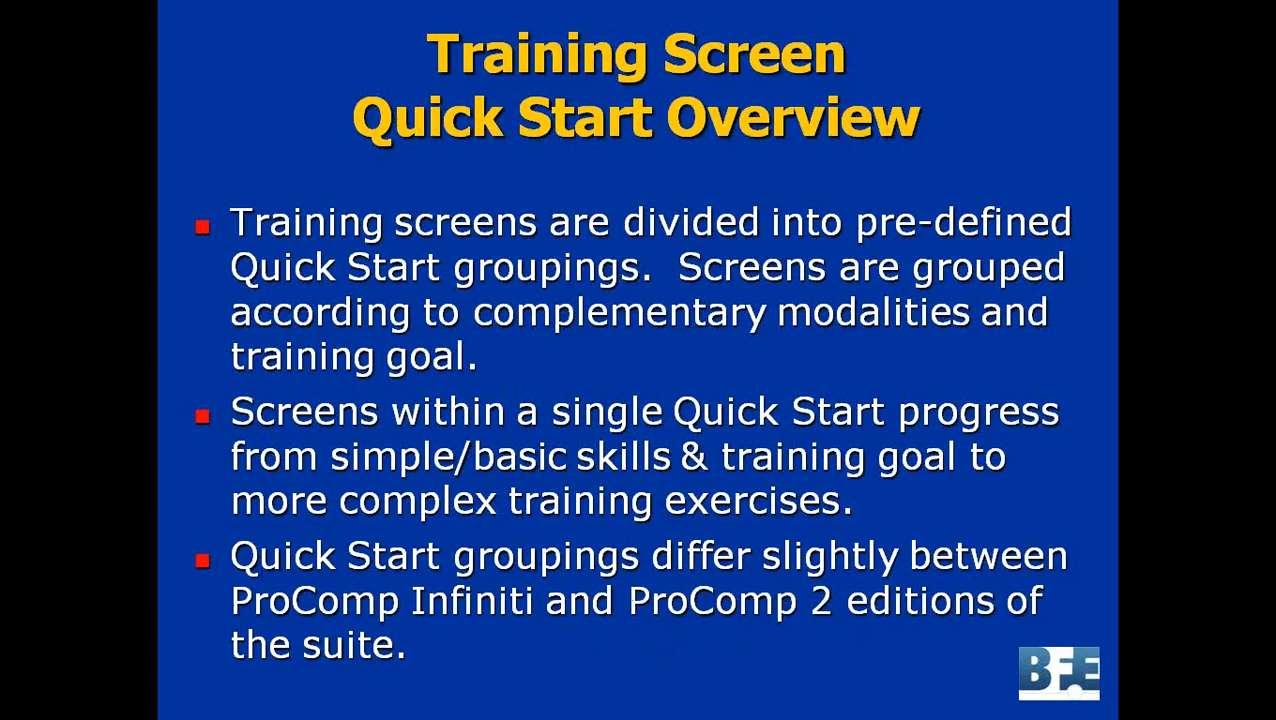 Training Screen
Quick Start Overview
Training screens are divided into pre-defined
Quick Start groupings.  Screens are grouped
according to complementary modalities and
training goal.
Screens within a single Quick Start progress
from simple/basic skills & training goal to
more complex training exercises.
Quick Start groupings differ slightly between
ProComp Infiniti and ProComp 2 editions of
the suite.
BFE